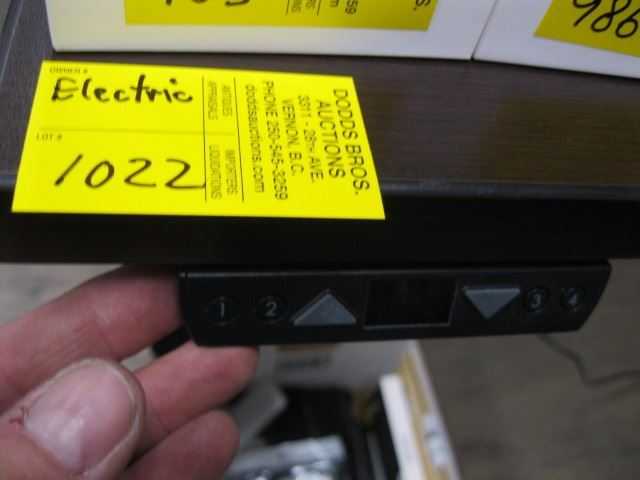 OWNER #
Electric
LOT #
1022
ANTIQUES
APPRAISALS
IMPORTERS
LIQUIDATIONS
DODDS BROS.
AUCTIONS
3311 - 28TH AVE.
VERNON, B.C.
PHONE 250-545-3259
doddsauctions.com
986
1 2 3 4